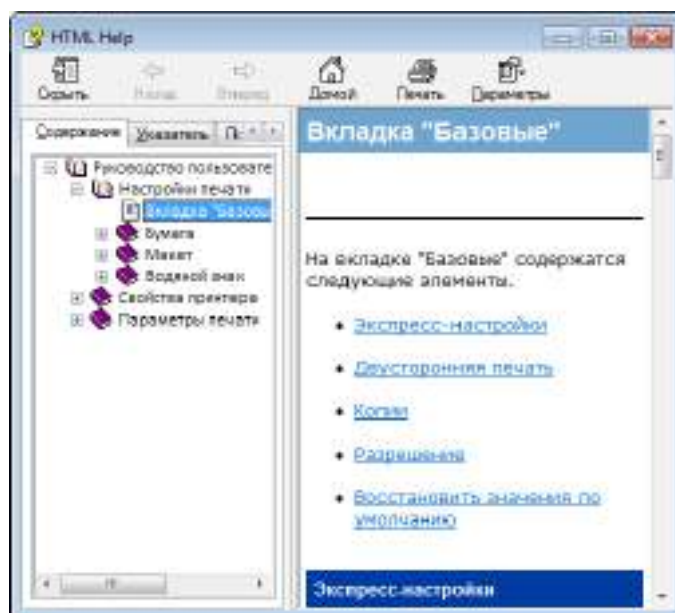 HTML Help
Скрыть Назад Вперед Домой Печать Параметры
Содержание Указатель По
Руководство пользовате
Настройки печати
Вкладка "Базовы
Бумага
Макет
Водяной знак
Свойства принтера
Параметры печати
Вкладка "Базовые"
На вкладке "Базовые" содержатся
следующие элементы.
• Экспресс-настройки
• Двусторонняя печать
• Копии
• Разрешение
• Восстановить значения по
умолчанию
Экспресс-настройки